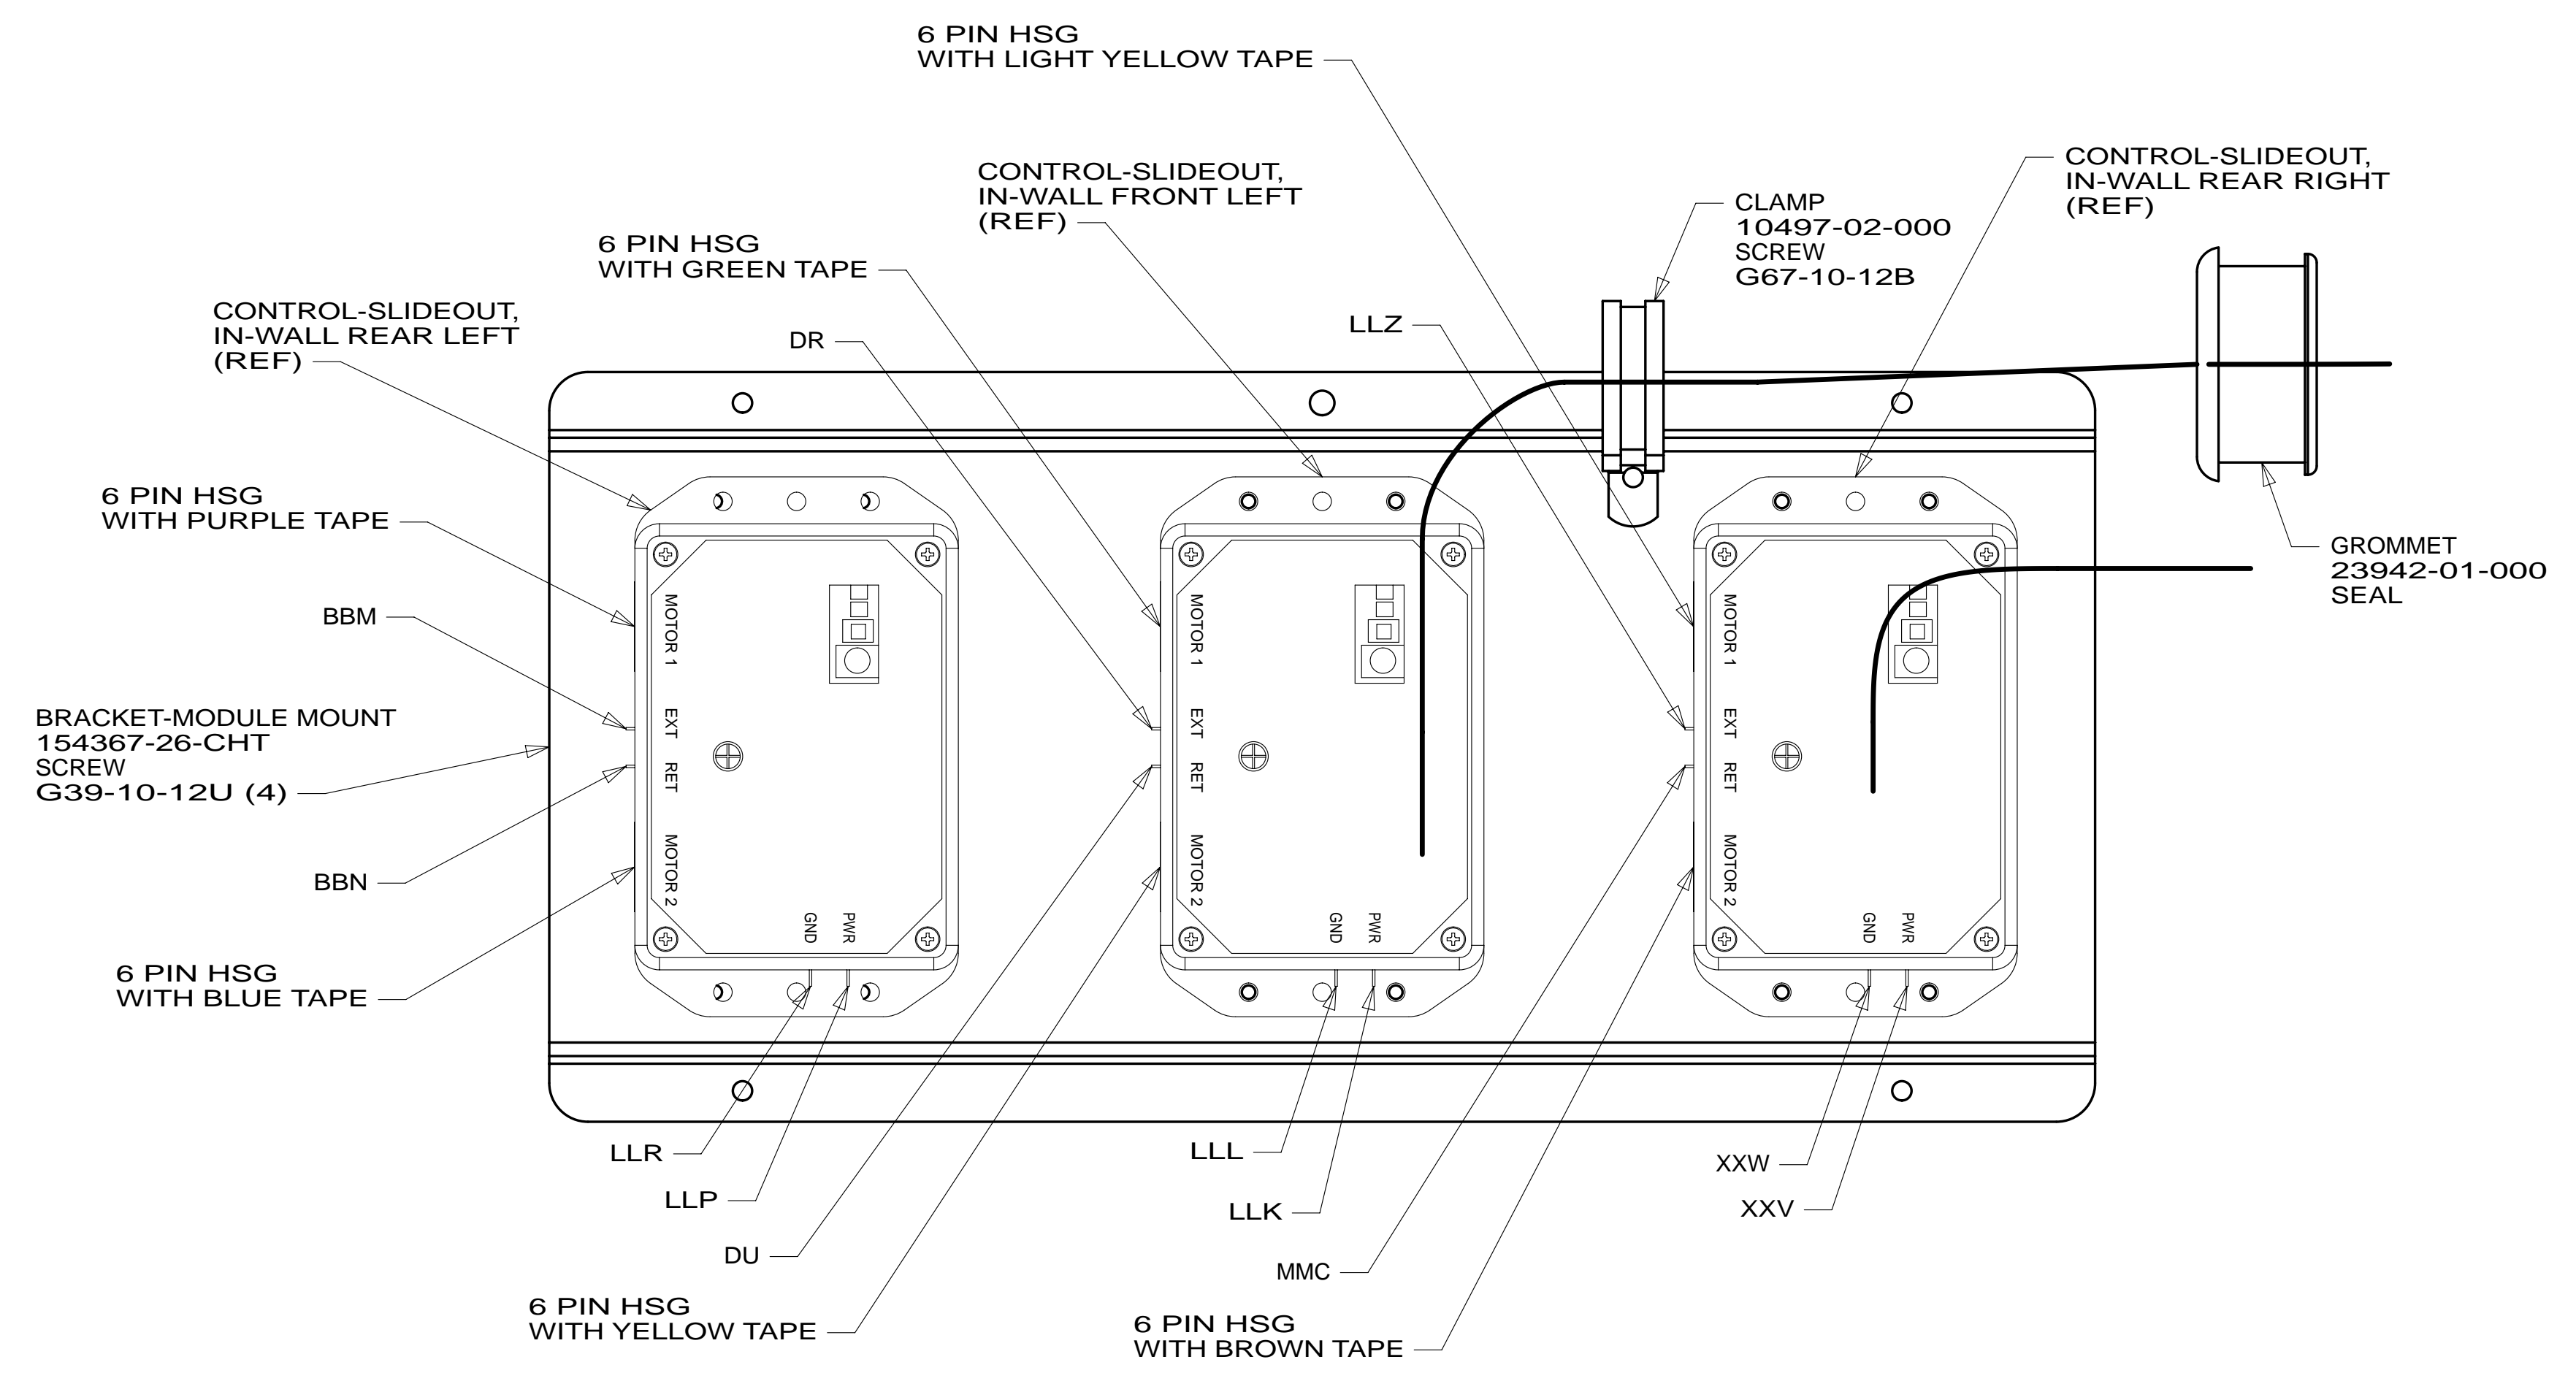 6 PIN HSG
WITH LIGHT YELLOW TAPE
CONTROL-SLIDEOUT,
IN-WALL REAR RIGHT
(REF)
CONTROL-SLIDEOUT,
IN-WALL FRONT LEFT
(REF)
CLAMP
10497-02-000
SCREW
G67-10-12B
6 PIN HSG
WITH GREEN TAPE
CONTROL-SLIDEOUT,
IN-WALL REAR LEFT
(REF)
DR
LLZ
6 PIN HSG
WITH PURPLE TAPE
GROMMET
23942-01-000
SEAL
BBM
BRACKET-MODULE MOUNT
154367-26-CHT
SCREW
G39-10-12U (4)
BBN
6 PIN HSG
WITH BLUE TAPE
MOTOR 1
EXT
RET
MOTOR 2
GND
PWR
MOTOR 1
EXT
RET
MOTOR 2
GND
PWR
MOTOR 1
EXT
RET
MOTOR 2
GND
PWR
LLR
LLP
DU
6 PIN HSG
WITH YELLOW TAPE
LLL
LLK
MMC
6 PIN HSG
WITH BROWN TAPE
XXW
XXV